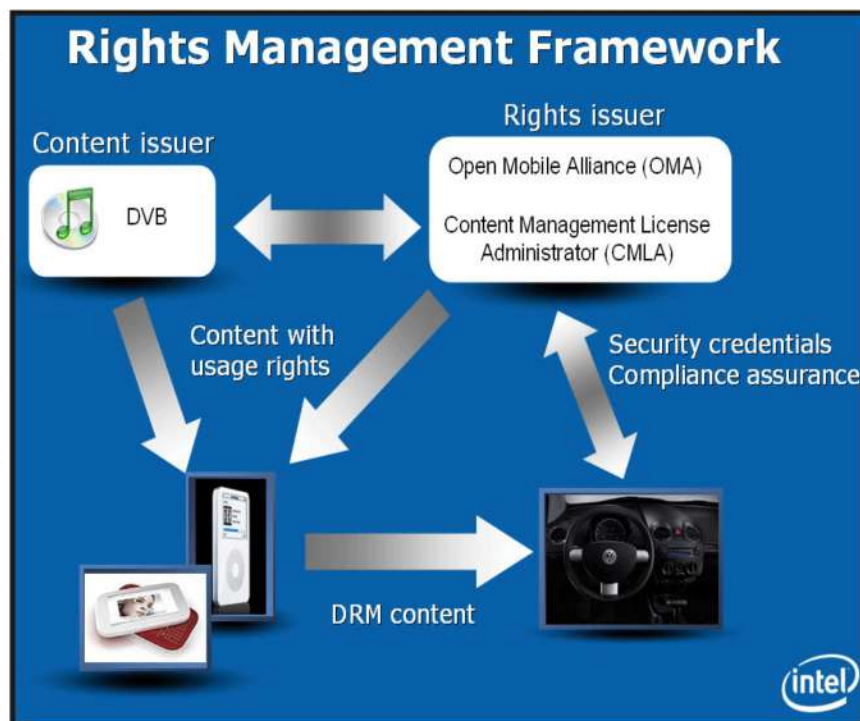 Rights Management Framework
Content issuer
DVB
Rights issuer
Open Mobile Alliance (OMA)
Content Management License
Administrator (CMLA)
Content with
usage rights
Security credentials
Compliance assurance
DRM content
intel